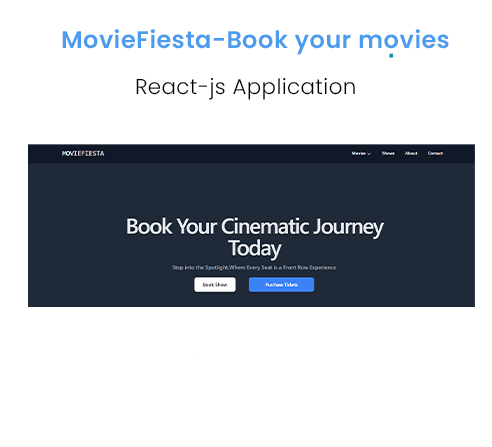 MovieFiesta-Book your movies
React-js Application
MOVIEFIESTA
Movies Shows About Contact
Book Your Cinematic Journey
Today
Step into the Spotlight,Where Every Seat is a Front Row Experience
Book Show Purchase Tickets